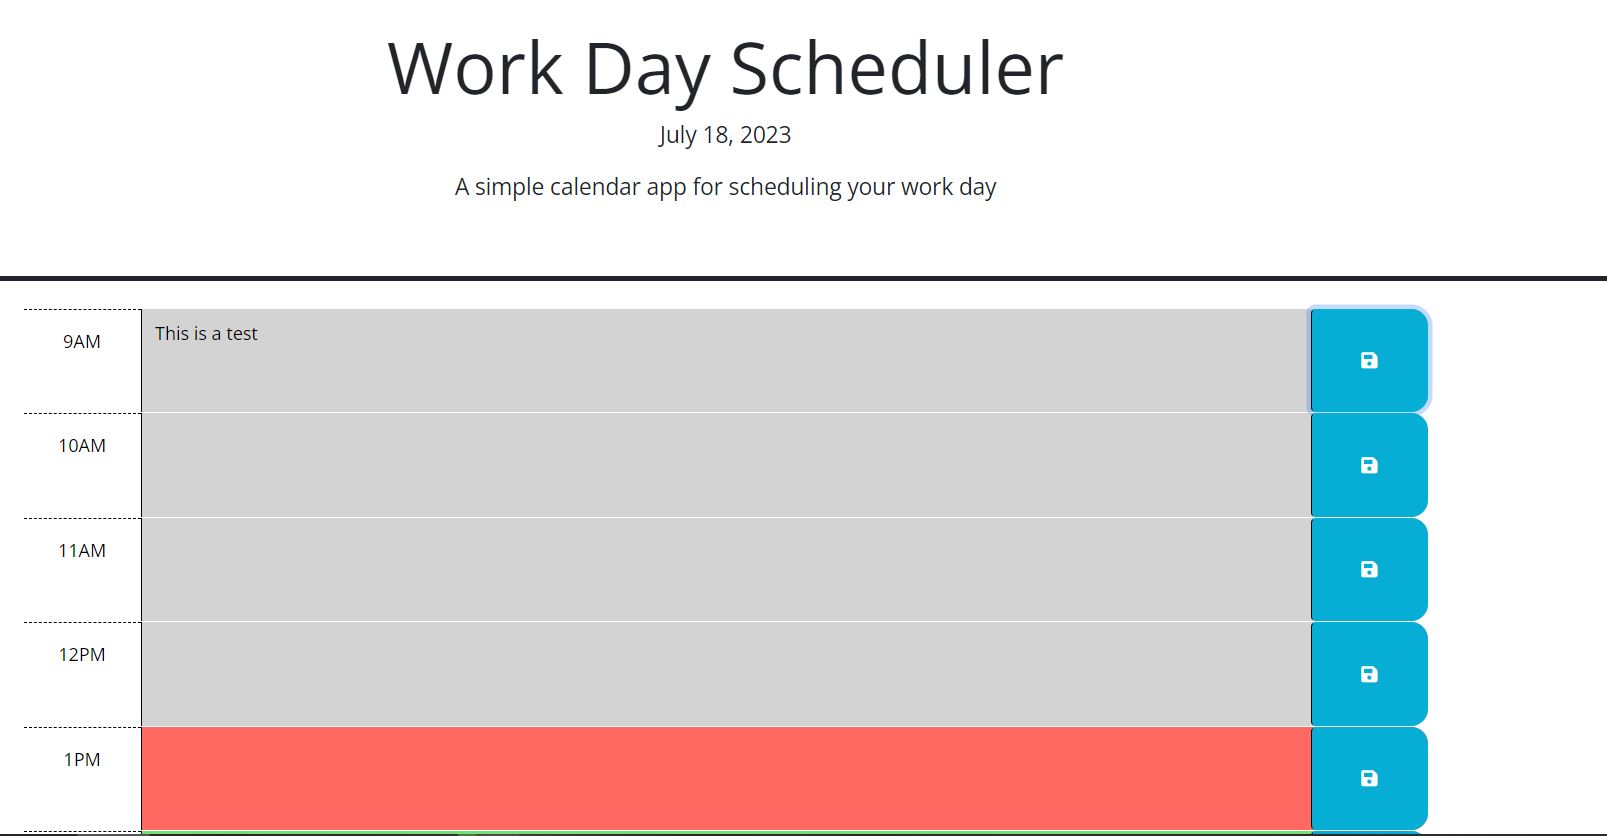 Work Day Scheduler
July 18, 2023
A simple calendar app for scheduling your work day
9AM
This is a test
10AM
11AM
12PM
1PM